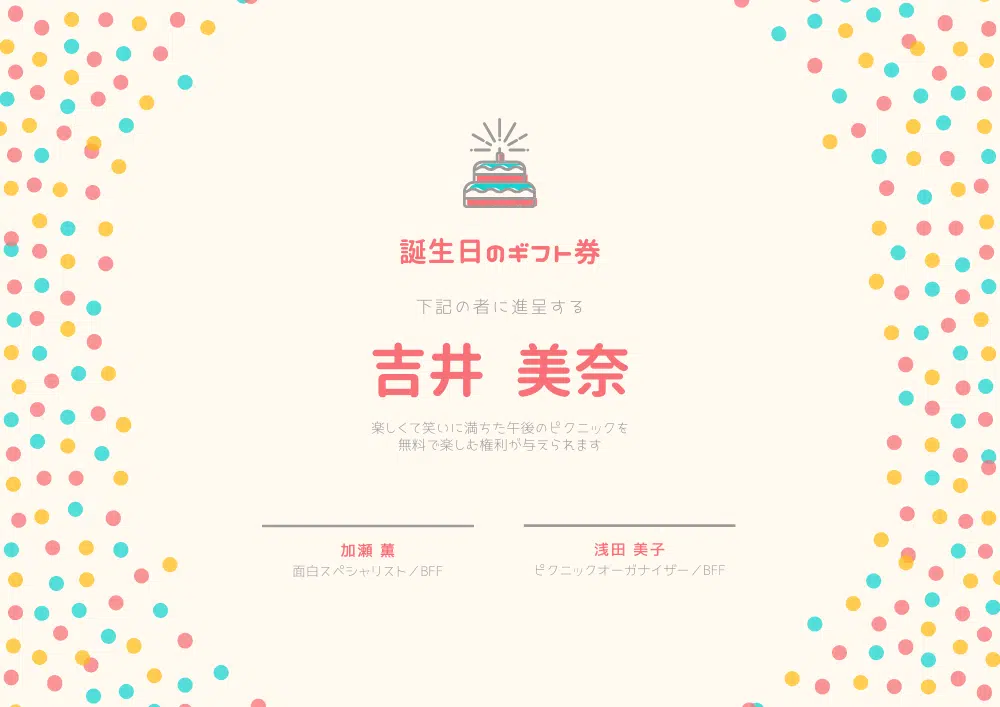 誕生日のギフト券
下記の者に進呈する
吉井 美奈
楽しくて笑いに満ちた午後のピクニックを
無料で楽した権利が与えられます
加瀬 薫
面白スペシャリスト／BFF
浅田 美子
ピクニックオーガナイザー／BFF